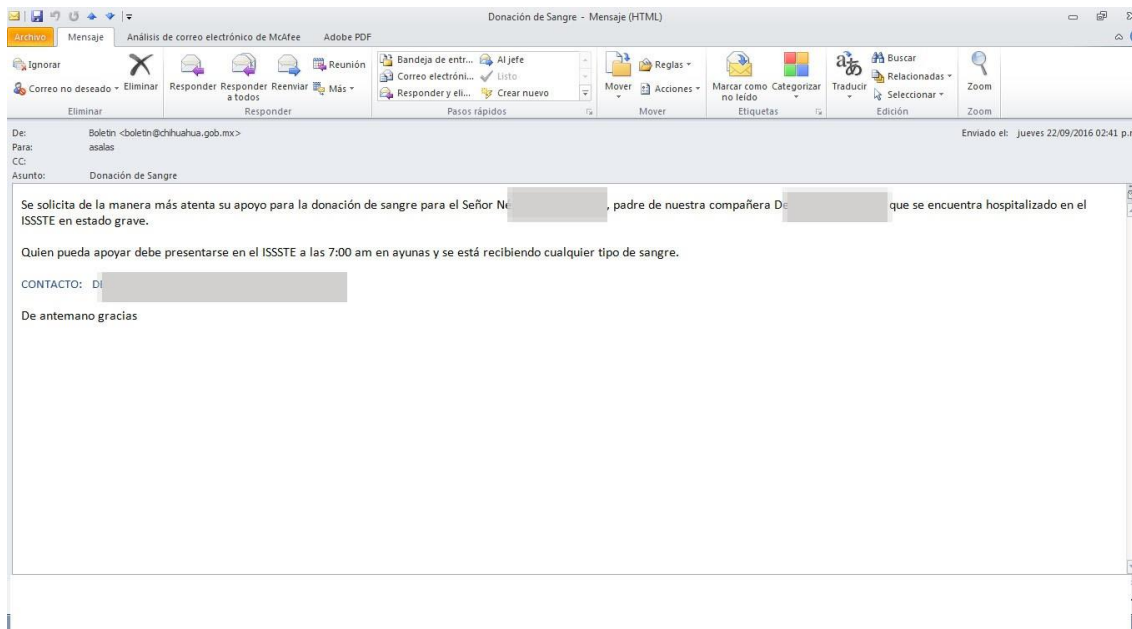 Donación de Sangre - Mensaje (HTML)
Archivo Mensaje Análisis de correo electrónico de McAfee Adobe PDF
Ignorar
Correo no deseado
Eliminar
Responder
Responder a todos
Reenviar
Reunión
Más
Bandeja de entr...
Correo electróni...
Responder y eli...
Al jefe
Listo
Crear nuevo
Mover
Reglas
Acciones
Marcar como no leído
Categorizar
Traducir
Buscar
Relacionadas
Seleccionar
Zoom
Eliminar Responder Pasos rápidos Mover Etiquetas Edición Zoom
De: Boletin <boletin@chihuahua.gob.mx> Enviado el: jueves 22/09/2016 02:41 p.
Para: asalas
CC:
Asunto: Donación de Sangre
Se solicita de la manera más atenta su apoyo para la donación de sangre para el Señor Ne , padre de nuestra compañera De que se encuentra hospitalizado en el
ISSSTE en estado grave.
Quien pueda apoyar debe presentarse en el ISSSTE a las 7:00 am en ayunas y se está recibiendo cualquier tipo de sangre.
CONTACTO:
De antemano gracias